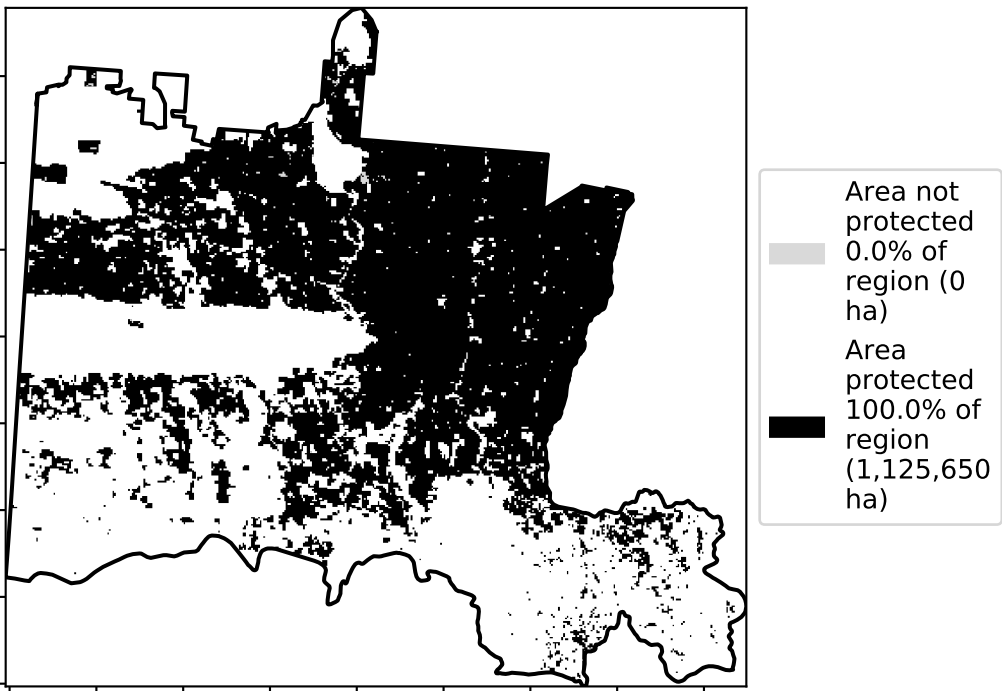 Area not
protected
0.0% of
region (0
ha)
Area
protected
100.0% of
region
(1,125,650
ha)